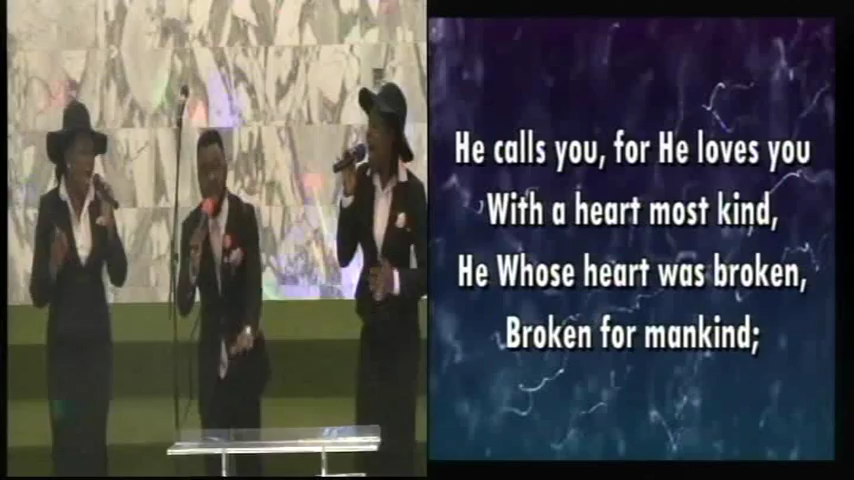 He calls you, for He loves you
With a heart most kind,
He Whose heart was broken,
Broken for mankind;